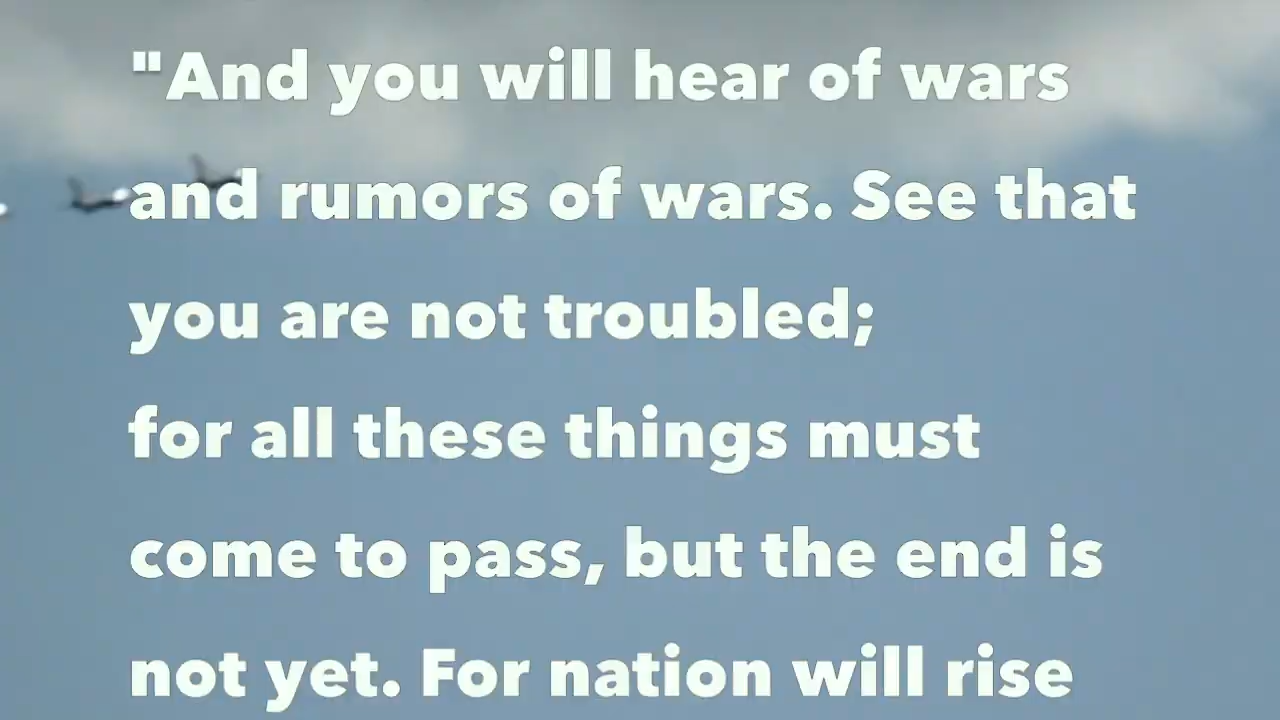 "And you will hear of wars
and rumors of wars. See that
you are not troubled;
for all these things must
come to pass, but the end is
not yet. For nation will rise